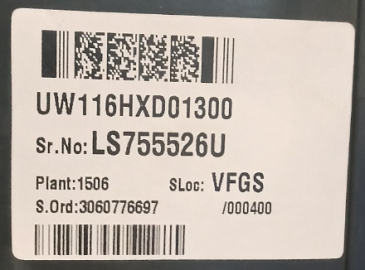 UW116HXD01300
Sr.No: LS755526U
Plant:1506 SLoc: VFGS
S.Ord:3060776697 /000400